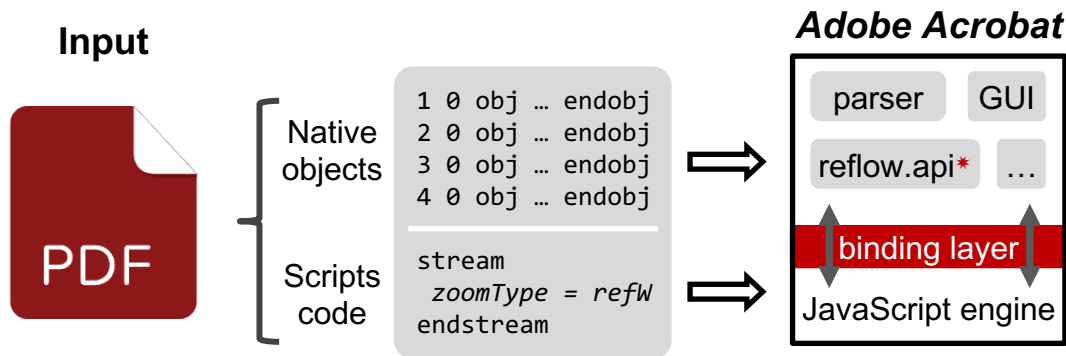 Input
PDF
Native
objects
1 0 obj … endobj
2 0 obj … endobj
3 0 obj … endobj
4 0 obj … endobj
Scripts
code
stream
zoomType = refW
endstream
Adobe Acrobat
parser
GUI
reflow.api*
…
binding layer
JavaScript engine